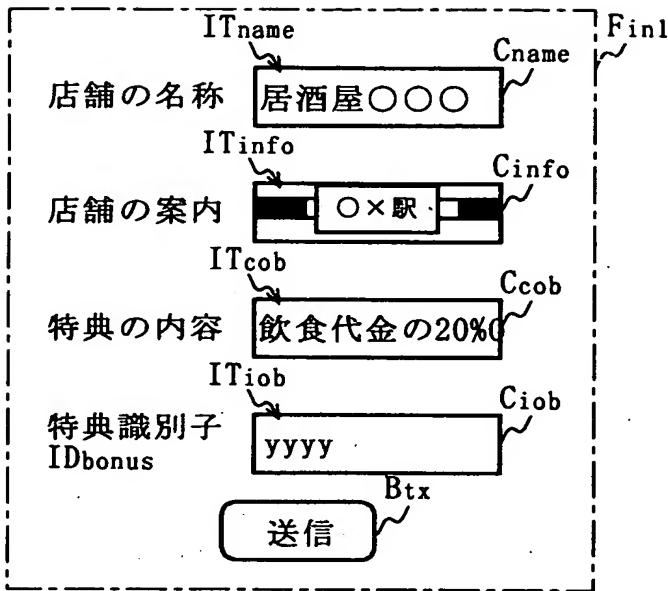 ITname
Fin1
Cname
店舗の名称
居酒屋○○○
ITinfo
Cinfo
店舗の案内
○×駅
ITcob
Ccob
特典の内容
飲食代金の20%O
ITiob
Ciob
特典識別子
IDbonus
yyyy
Btx
送信